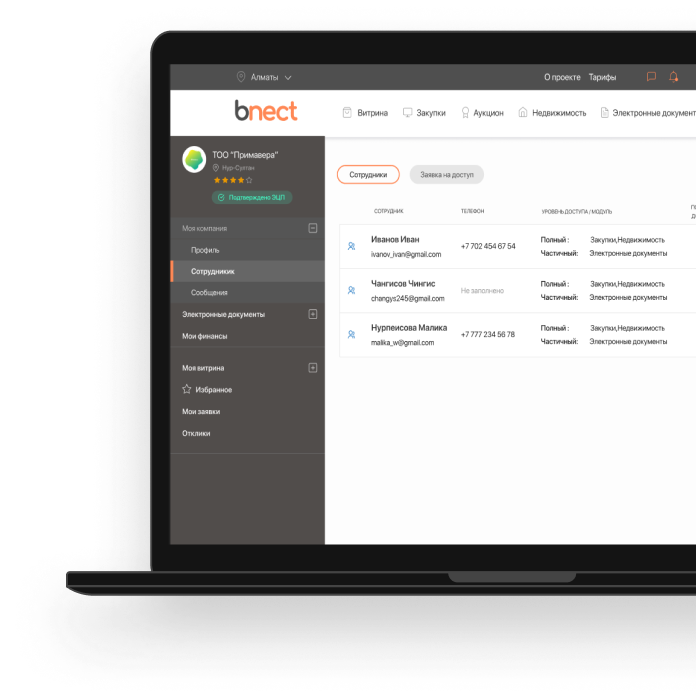 Алматы
О проекте Тарифы
bnect
Витрина Закупки Аукцион Недвижимость Электронные документ
ТОО "Примавера"
Нур-Султан
Подтверждено ЭЦП
Моя компания
Профиль
Сотрудникик
Сообщения
Электронные документы
Мои финансы
Моя витрина
Избранное
Мои заявки
Отклики
Сотрудники Заявка на доступ
СОТРУДНИК ТЕЛЕФОН УРОВЕНЬ ДОСТУПА / МОДУЛЬ
Иванов Иван
ivanov_ivan@gmail.com
+7 702 454 67 54
Полный : Закупки,Недвижимость
Частичный: Электронные документы
Чангисов Чингис
changys245@gmail.com
Не заполнено
Полный : Закупки,Недвижимость
Частичный: Электронные документы
Нурпеисова Малика
malika_w@gmail.com
+7 777 234 56 78
Полный : Закупки,Недвижимость
Частичный: Электронные документы